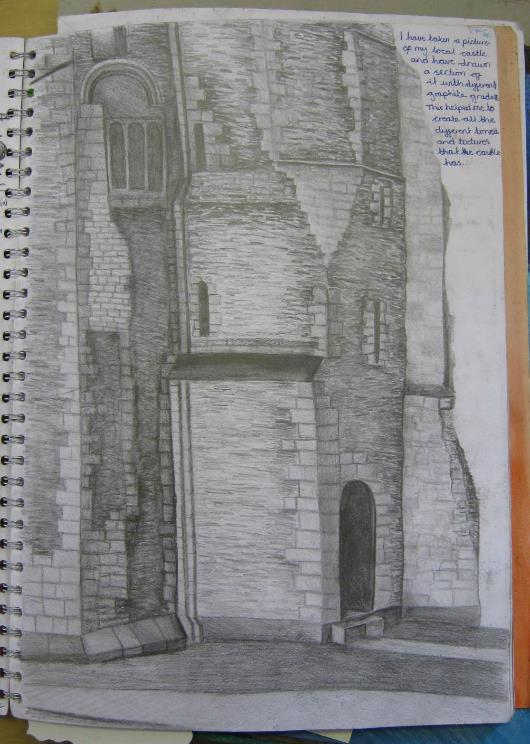 I have taken a picture
of my local castle
and have drawn
a section of
it with different
graphite grades
This helped me to
create all the
different tones
and textures
that the castle
has.